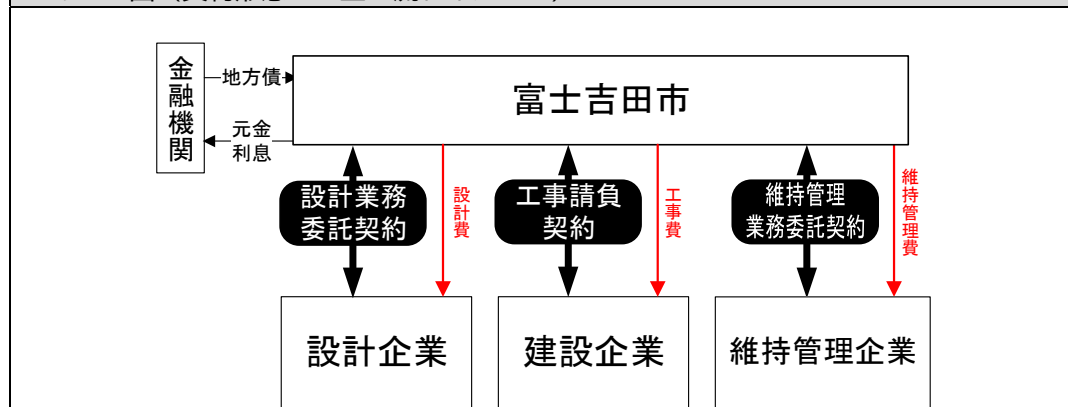 金融機関
地方債
元金
利息
富士吉田市
設計業務
委託契約
設計費
工事請負
契約
工事費
維持管理
業務委託契約
維持管理費
設計企業
建設企業
維持管理企業